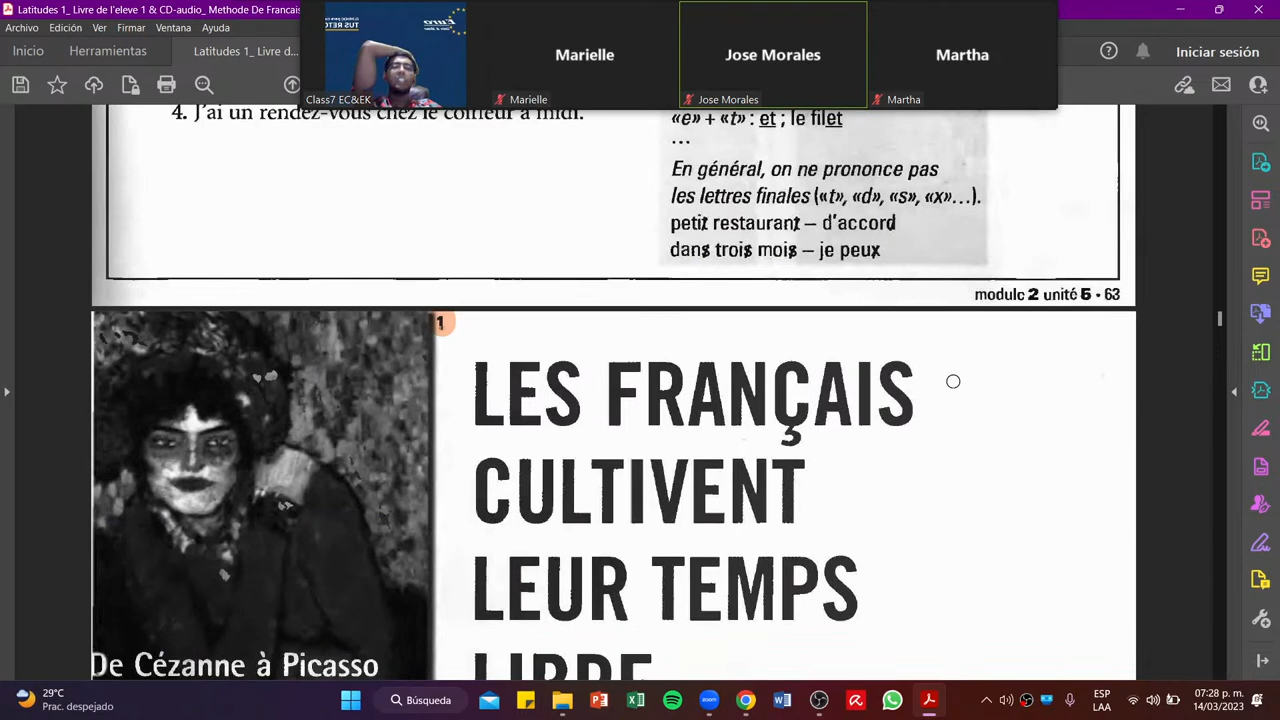 Latitudes 1_ Livre de l'eleve 1 & CD-audio_ Methode De Francais
Archivo Edición Ver Firmar Ventana Ayuda
Inicio Herramientas Latitudes 1_ Livre d... Iniciar sesión
TUS RETO
Euro
Class7 EC&EK
Marielle
Marielle
Jose Morales
Jose Morales
Martha
Martha
4. J'ai un rendez-vous chez le coiffeur à midi.
«e» + «t» : et ; le filet
...
En général, on ne prononce pas
les lettres finales («t», «d», «s», «x»...).
petit restaurant – d'accord
dans trois mois – je peux
module 2 unité 5 • 63
1
LES FRANÇAIS
CULTIVENT
LEUR TEMPS
LIBRE
De Cézanne à Picasso
29°C
Prac. despejado
Búsqueda
ESP
LAA
07:28 p. m.
14/03/2023